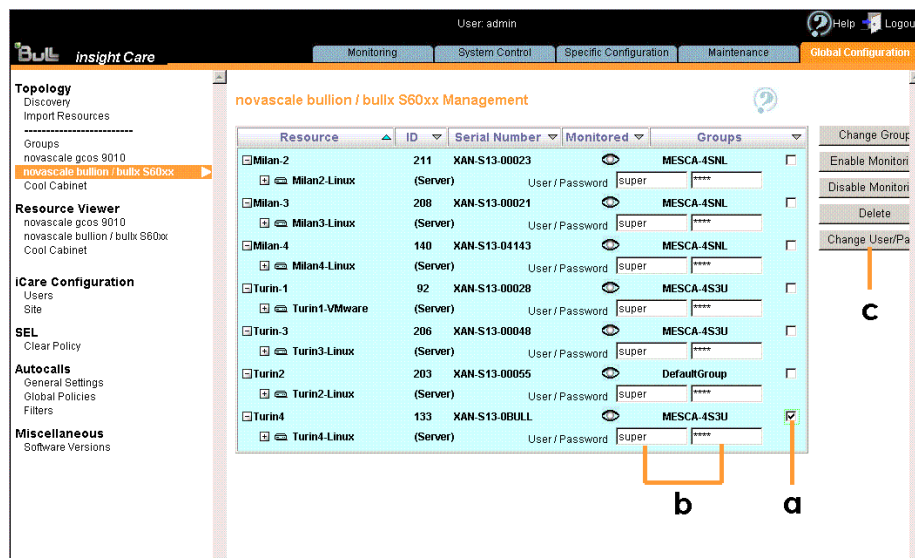 User: admin
Help Logou
Bull insight Care
Monitoring System Control Specific Configuration Maintenance Global Configuration
Topology
Discovery
Import Resources
------------------------
Groups
novascale gcos 9010
novascale bullion / bullx S60xx
Cool Cabinet
Resource Viewer
novascale gcos 9010
novascale bullion / bullx S60xx
Cool Cabinet
iCare Configuration
Users
Site
SEL
Clear Policy
Autocalls
General Settings
Global Policies
Filters
Miscellaneous
Software Versions
novascale bullion / bullx S60xx Management
Resource ID Serial Number Monitored Groups
Milan-2 211 XAN-S13-00023 MESCA-4SNL
Milan2-Linux (Server) User / Password super ****
Milan-3 208 XAN-S13-00021 MESCA-4SNL
Milan3-Linux (Server) User / Password super ****
Milan-4 140 XAN-S13-04143 MESCA-4SNL
Milan4-Linux (Server) User / Password super ****
Turin-1 92 XAN-S13-00028 MESCA-4S3U
Turin1-VMware (Server) User / Password super ****
Turin-3 206 XAN-S13-00048 MESCA-4S3U
Turin3-Linux (Server) User / Password super ****
Turin2 203 XAN-S13-00055 DefaultGroup
Turin2-Linux (Server) User / Password super ****
Turin4 133 XAN-S13-0BULL MESCA-4S3U
Turin4-Linux (Server) User / Password super ****
Change Group
Enable Monitori
Disable Monitori
Delete
Change User/Pa
c
b a